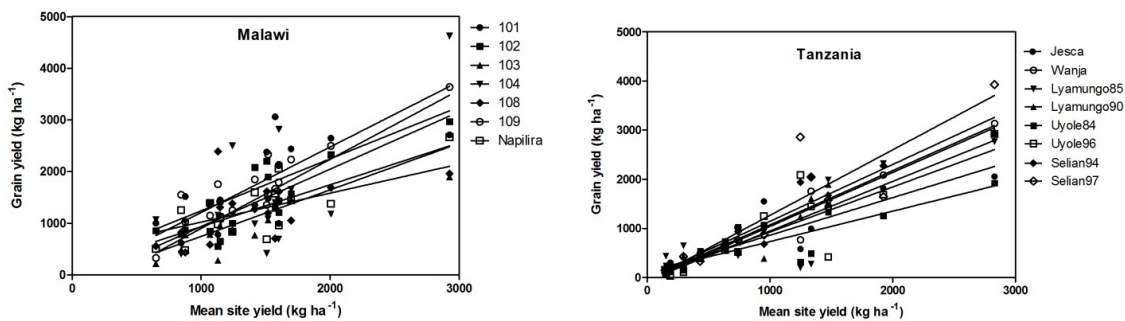 Malawi
Grain yield (kg ha-1)
5000
4000
3000
2000
1000
0
0 1000 2000 3000
Mean site yield (kg ha-1)
101
102
103
104
108
109
Napilira
Tanzania
Grain yield (kg ha-1)
5000
4000
3000
2000
1000
0
0 1000 2000 3000
Mean site yield (kg ha-1)
Jesca
Wanja
Lyamungo85
Lyamungo90
Uyole84
Uyole96
Selian94
Selian97